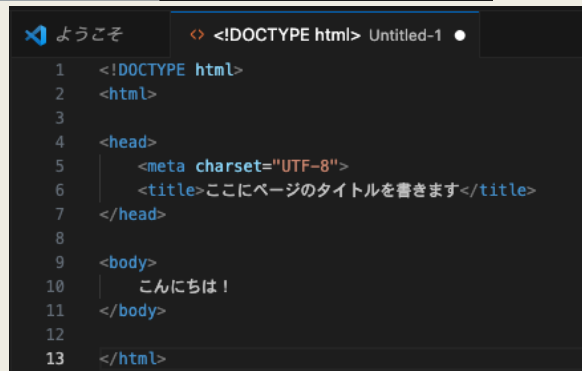 ようこそ
<!DOCTYPE html> Untitled-1
1 <!DOCTYPE html>
2 <html>
3
4 <head>
5 <meta charset="UTF-8">
6 <title>ここにページのタイトルを書きます</title>
7 </head>
8
9 <body>
10 こんにちは！
11 </body>
12
13 </html>